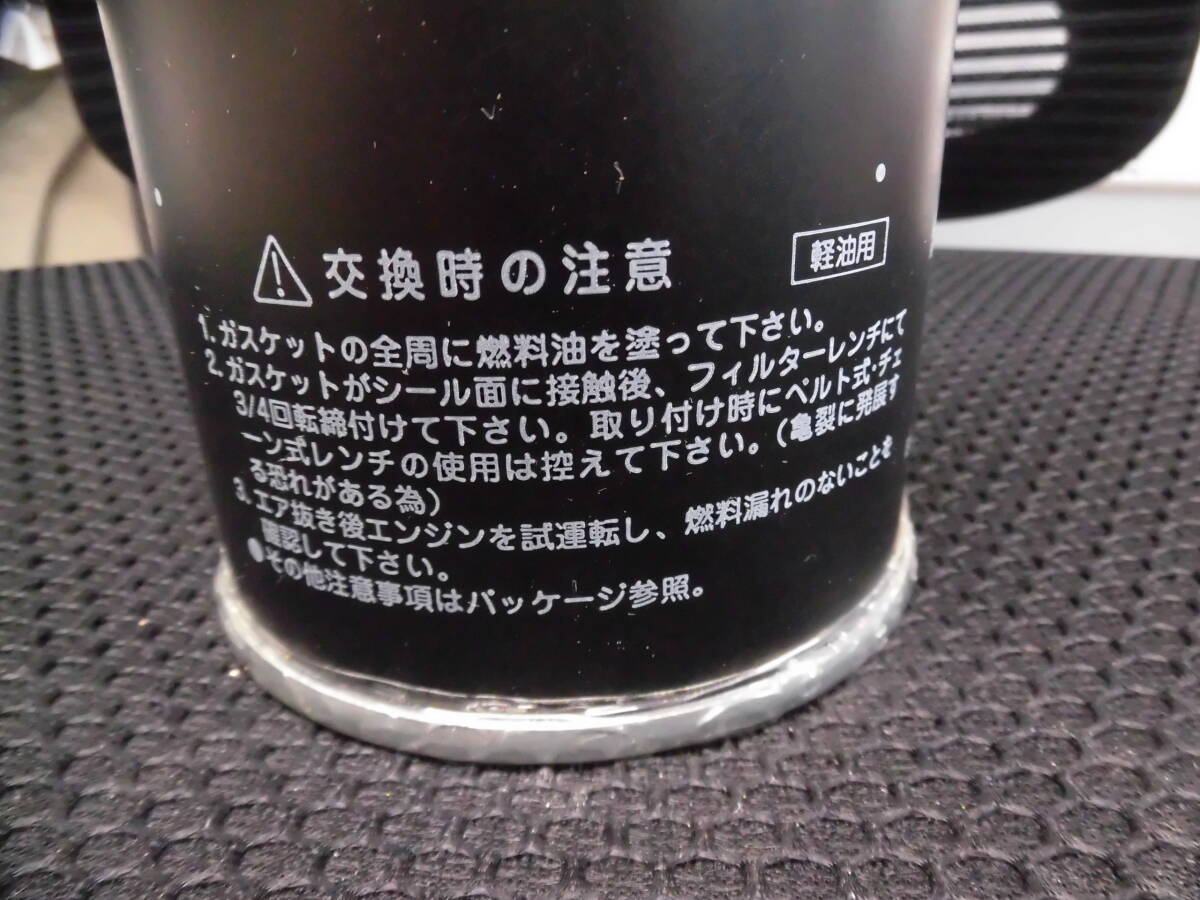 ⚠ 交換時の注意 軽油用
1.ガスケットの全周に燃料油を塗って下さい。
2.ガスケットがシール面に接触後、フィルターレンチにて
3/4回転締付けて下さい。取り付け時にベルト式・チェ
ーン式レンチの使用は控えて下さい。(亀裂に発展す
る恐れがある為)
3.エア抜き後エンジンを試運転し、燃料漏れのないことを
確認して下さい。
●その他注意事項はパッケージ参照。